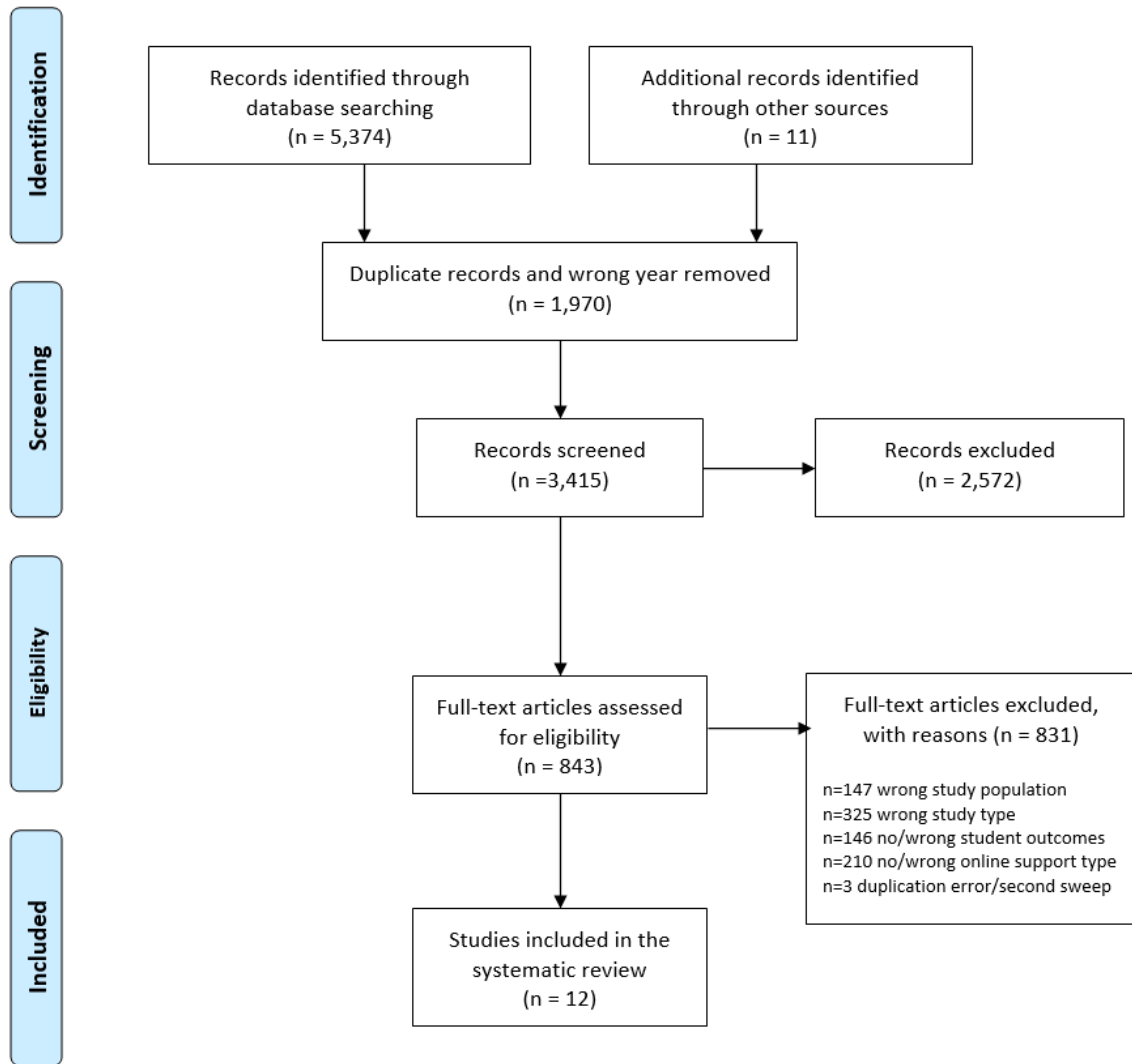 Identification
Records identified through
database searching
(n = 5,374)
Additional records identified
through other sources
(n = 11)
Duplicate records and wrong year removed
(n = 1,970)
Screening
Records screened
(n =3,415)
Records excluded
(n = 2,572)
Eligibility
Full-text articles assessed
for eligibility
(n = 843)
Full-text articles excluded,
with reasons (n = 831)
n=147 wrong study population
n=325 wrong study type
n=146 no/wrong student outcomes
n=210 no/wrong online support type
n=3 duplication error/second sweep
Included
Studies included in the
systematic review
(n = 12)